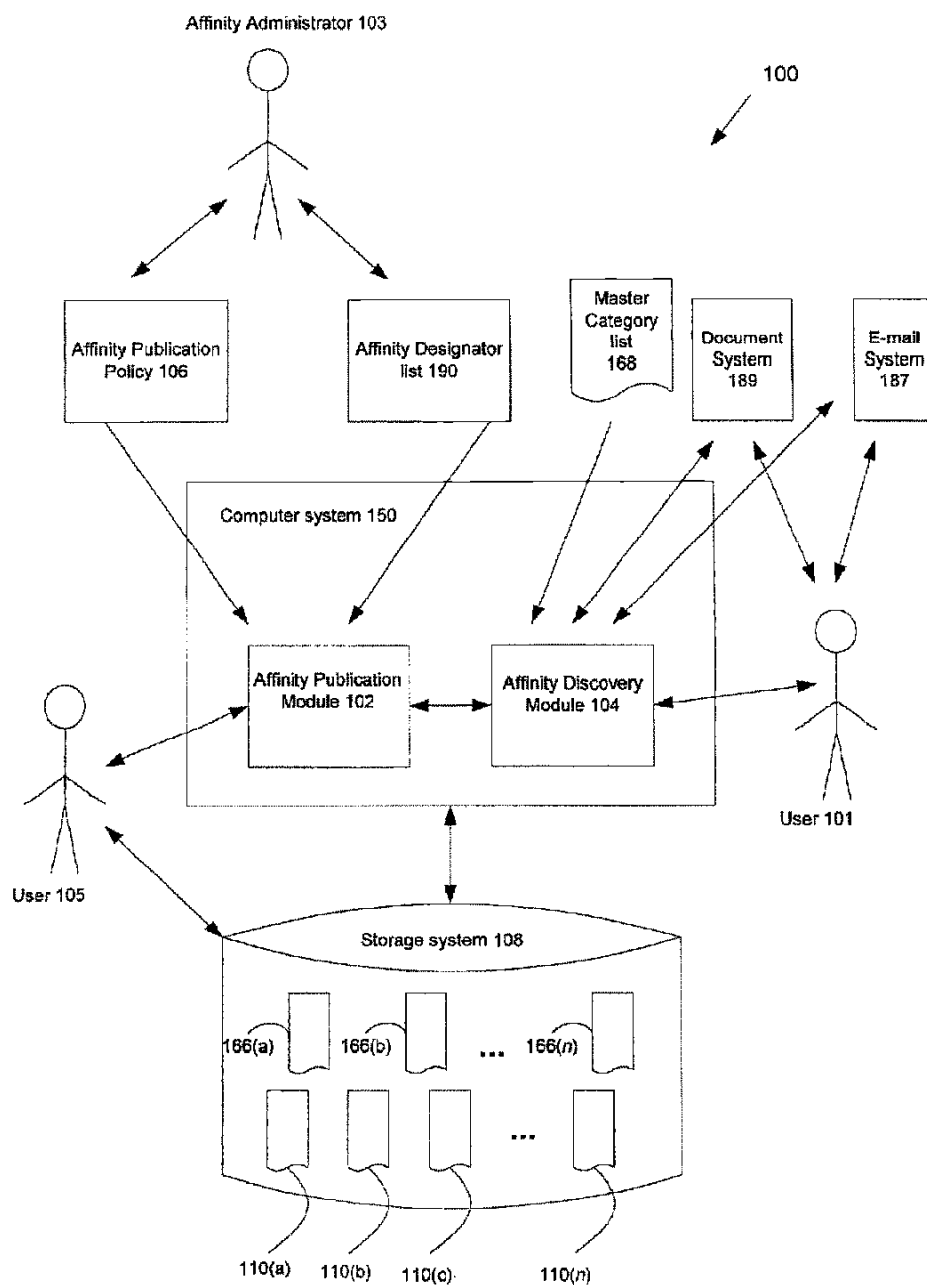 Affinity Administrator 103
100
Affinity Publication
Policy 106
Affinity Designator
list 190
Master
Category
list
168
Document
System
189
E-mail
System
187
Computer system 150
Affinity Publication
Module 102
Affinity Discovery
Module 104
User 101
User 105
Storage system 108
166(a)
166(b)
...
166(n)
...
110(a)
110(b)
110(c).
110(n)